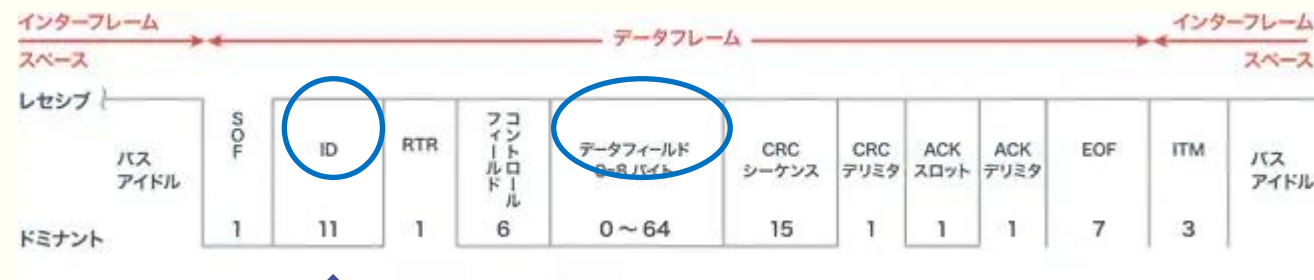 インターフレーム
スペース
データフレーム
インターフレーム
スペース
レセシブ
ドミナント
バス
アイドル
SOF
1
ID
11
RTR
1
コントロール
フィールド
6
データフィールド
0-8 バイト
0～64
CRC
シーケンス
15
CRC
デリミタ
1
ACK
スロット
1
ACK
デリミタ
1
EOF
7
ITM
3
バス
アイドル